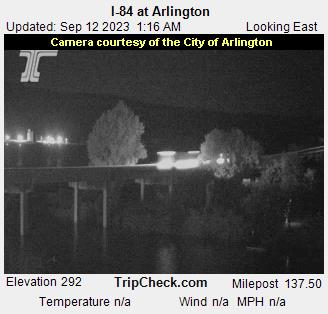 I-84 at Arlington
Updated: Sep 12 2023 1:16 AM Looking East
Camera courtesy of the City of Arlington
Elevation 292 TripCheck.com Milepost 137.50
Temperature n/a Wind n/a MPH n/a